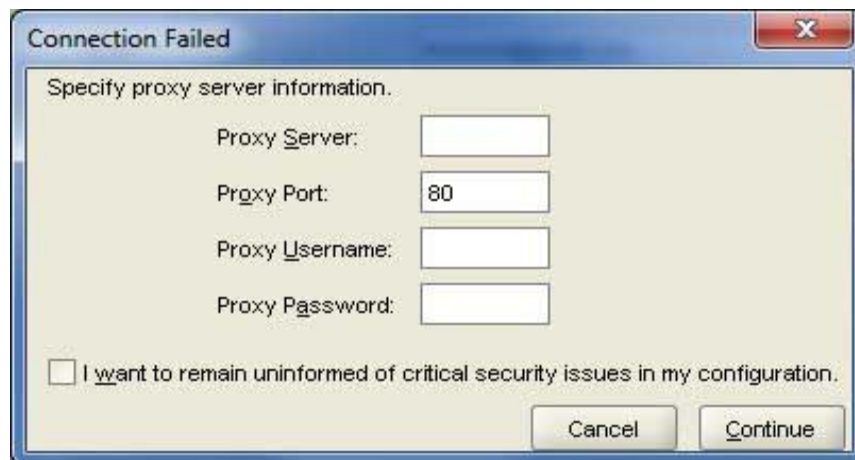 Connection Failed
Specify proxy server information.
Proxy Server:
Proxy Port: 80
Proxy Username:
Proxy Password:
I want to remain uninformed of critical security issues in my configuration.
Cancel Continue